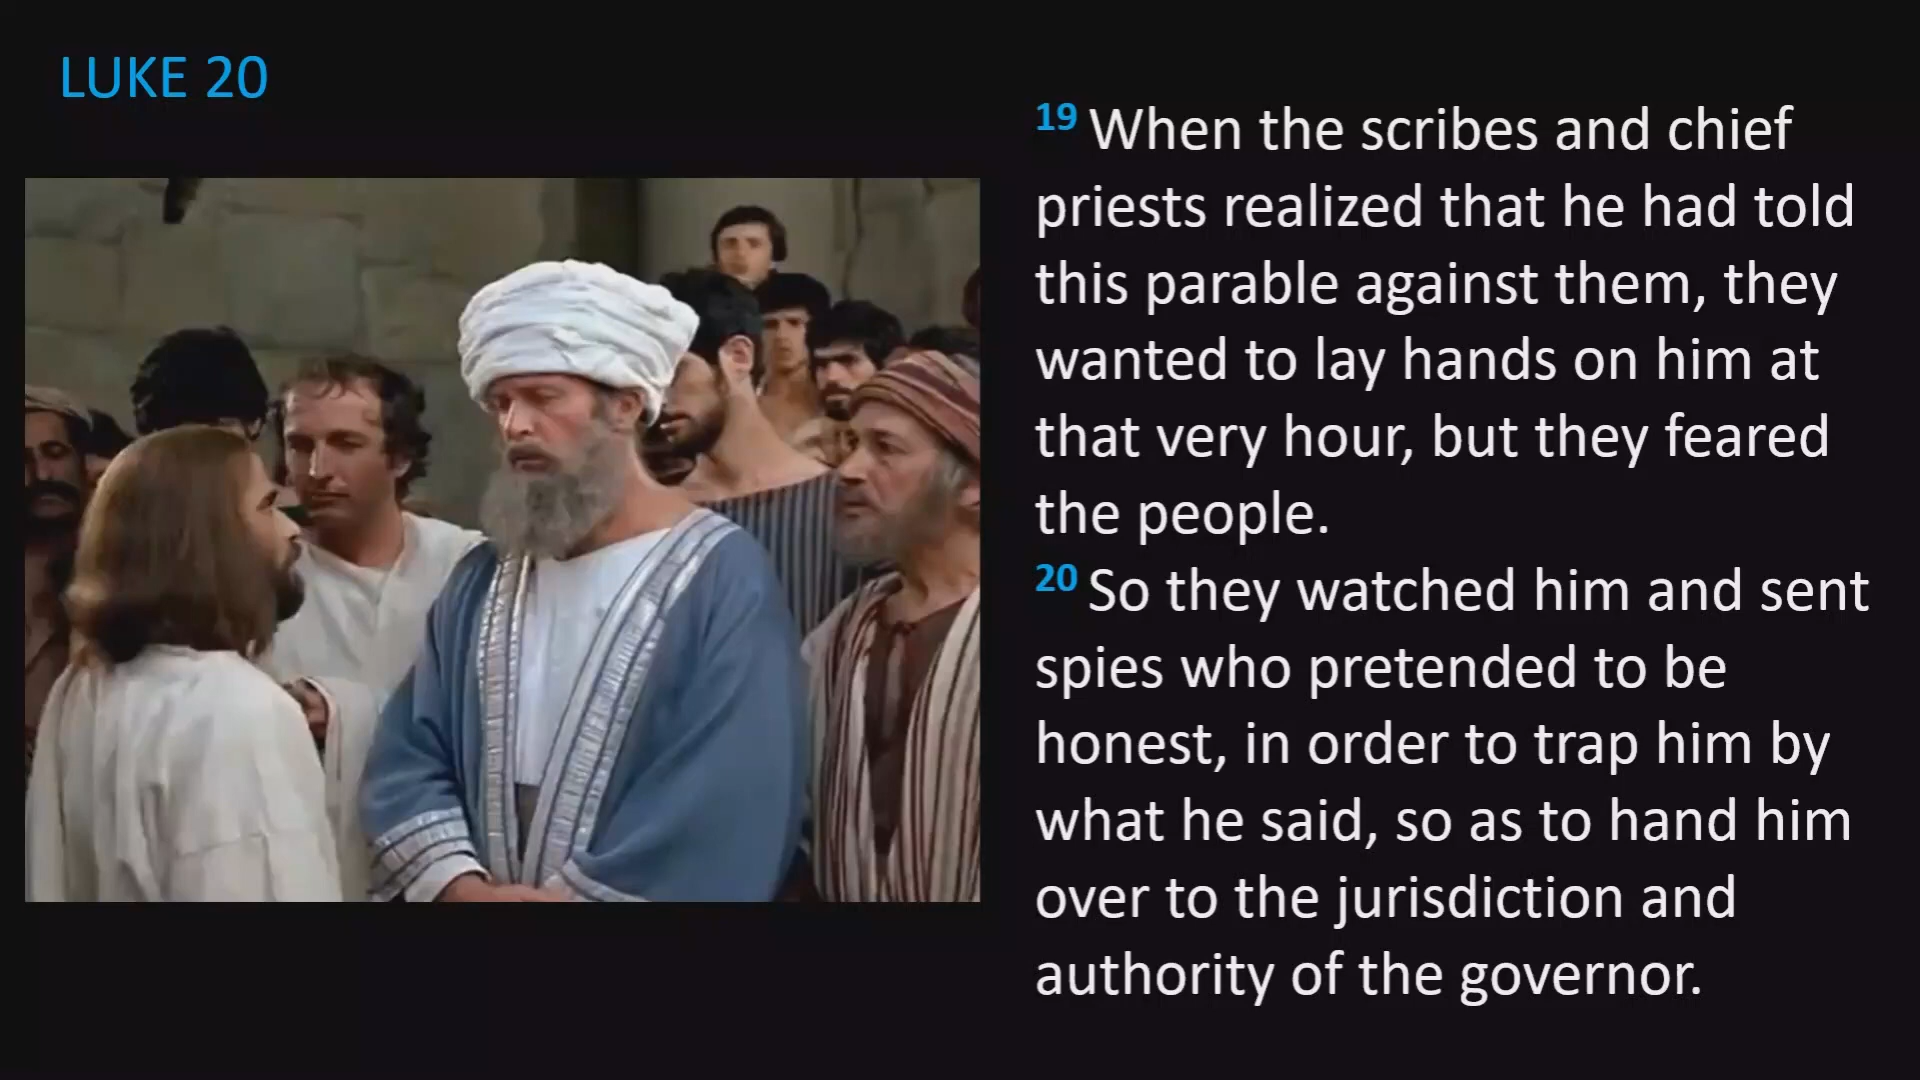 LUKE 20
19 When the scribes and chief
priests realized that he had told
this parable against them, they
wanted to lay hands on him at
that very hour, but they feared
the people.
20 So they watched him and sent
spies who pretended to be
honest, in order to trap him by
what he said, so as to hand him
over to the jurisdiction and
authority of the governor.